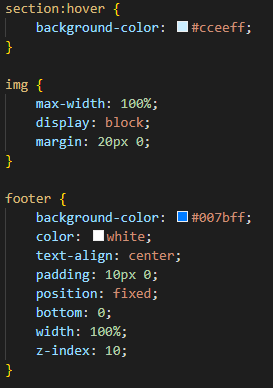 section:hover {
    background-color: #cceeff;
}

img {
    max-width: 100%;
    display: block;
    margin: 20px 0;
}

footer {
    background-color: #007bff;
    color: white;
    text-align: center;
    padding: 10px 0;
    position: fixed;
    bottom: 0;
    width: 100%;
    z-index: 10;
}